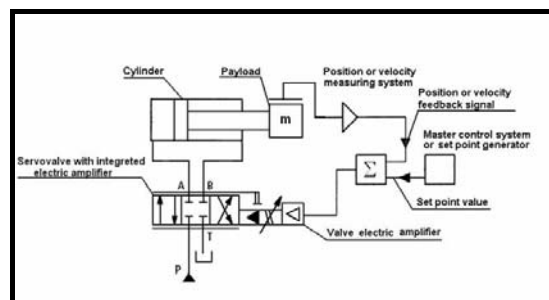 Cylinder
Payload
Position or velocity
measuring system
Position or velocity
feedback signal
m
Master control system
or set point generator
Servovalve with integreted
electric amplifier
A
B
Σ
Set point value
T
Valve electric amplifier
P